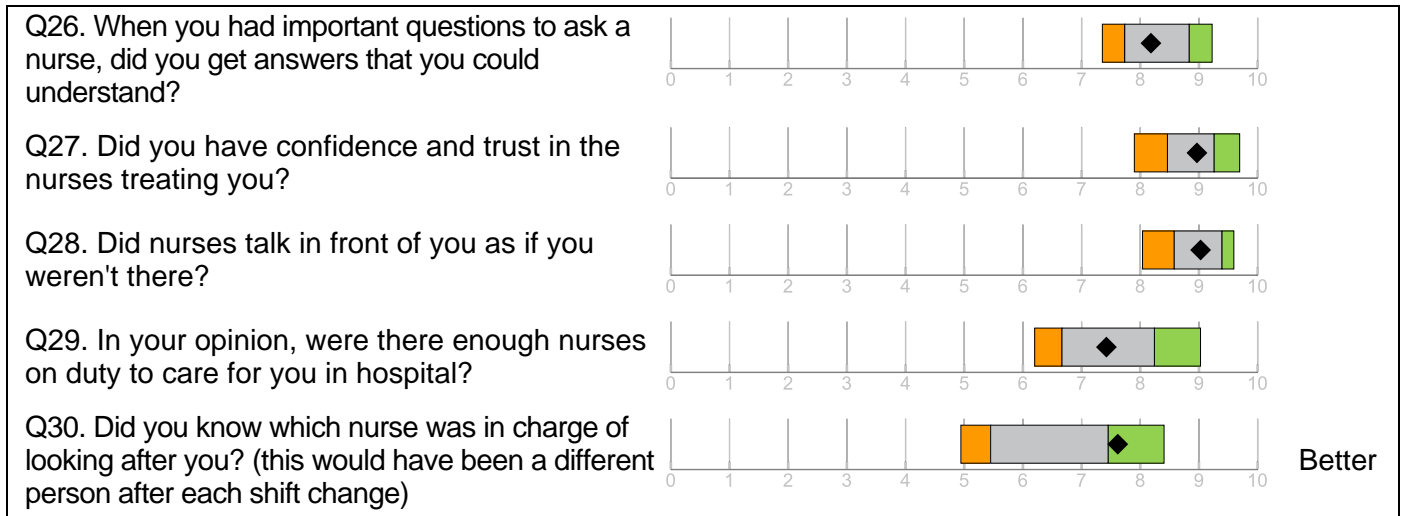 Q26. When you had important questions to ask a
nurse, did you get answers that you could
understand?
0 1 2 3 4 5 6 7 8 9 10
Q27. Did you have confidence and trust in the
nurses treating you?
0 1 2 3 4 5 6 7 8 9 10
Q28. Did nurses talk in front of you as if you
weren't there?
0 1 2 3 4 5 6 7 8 9 10
Q29. In your opinion, were there enough nurses
on duty to care for you in hospital?
0 1 2 3 4 5 6 7 8 9 10
Q30. Did you know which nurse was in charge of
looking after you? (this would have been a different
person after each shift change)
0 1 2 3 4 5 6 7 8 9 10
Better